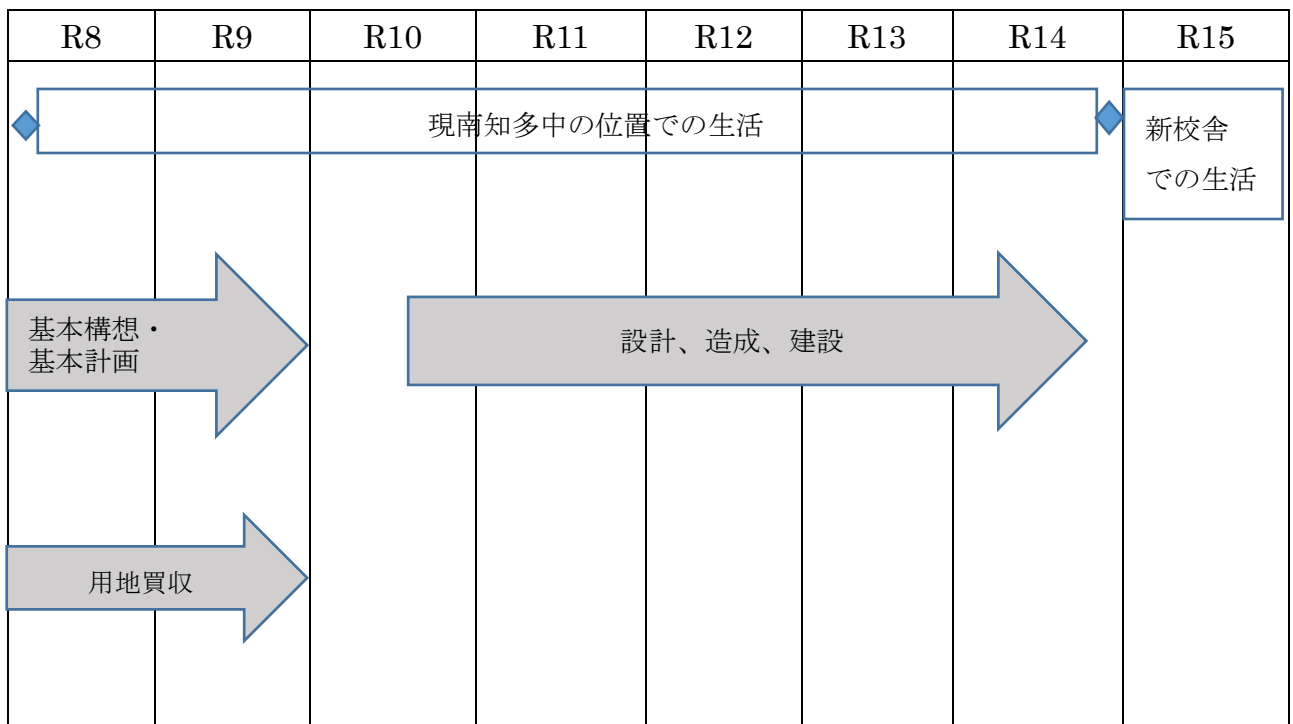 R8 R9 R10 R11 R12 R13 R14 R15
現南知多中の位置での生活
新校舎
での生活
基本構想・
基本計画
設計、造成、建設
用地買収